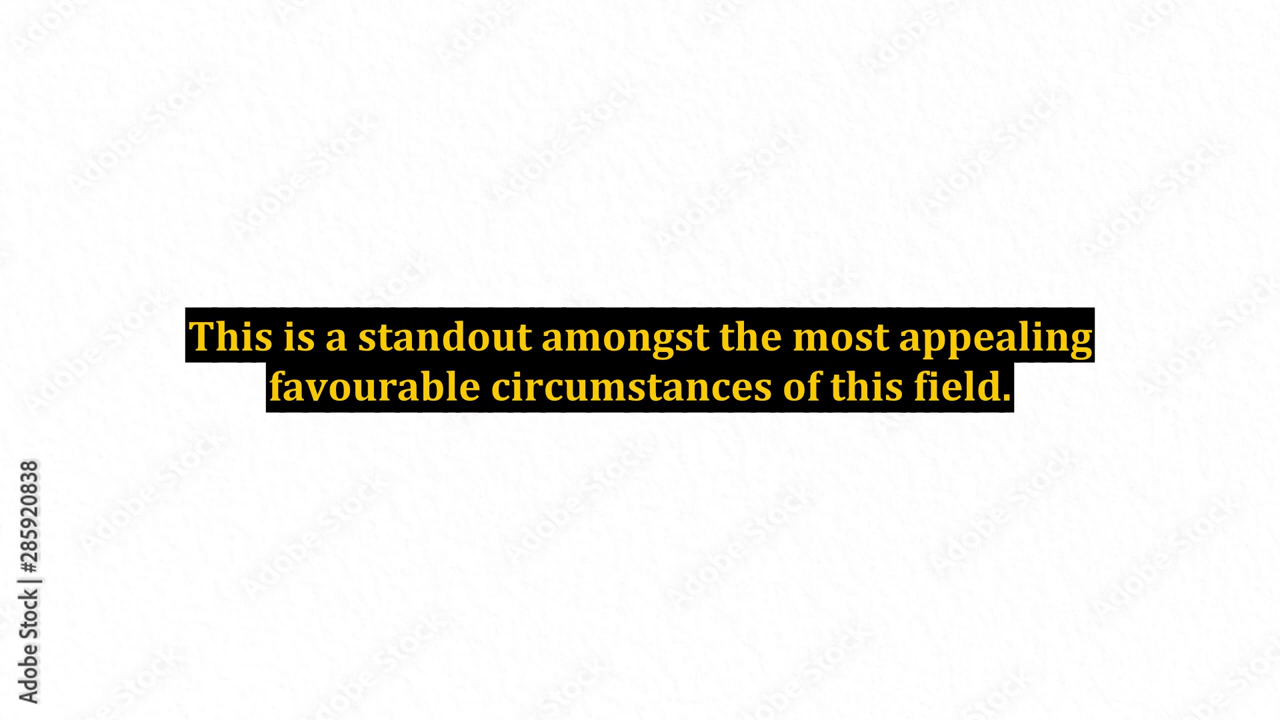 This is a standout amongst the most appealing
favourable circumstances of this field.
Adobe Stock | #285920838